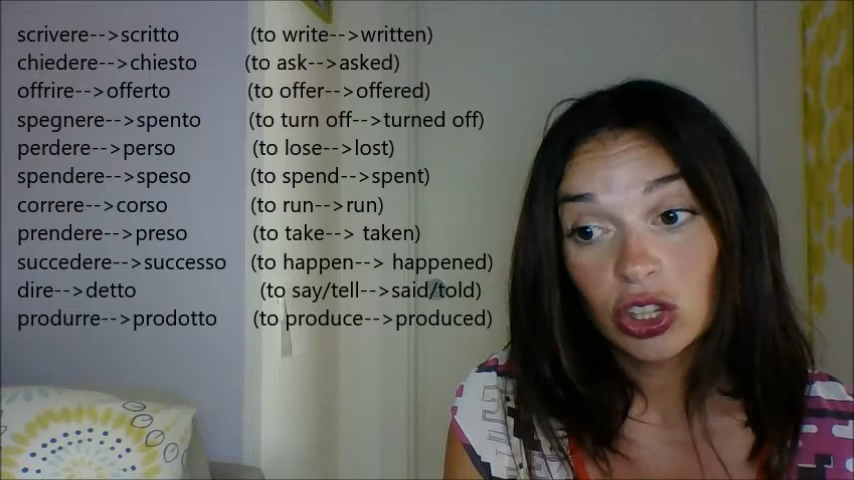 scrivere-->scritto (to write-->written)
chiedere-->chiesto (to ask-->asked)
offrire-->offerto (to offer-->offered)
spegnere-->spento (to turn off-->turned off)
perdere-->perso (to lose-->lost)
spendere-->speso (to spend-->spent)
correre-->corso (to run-->run)
prendere-->preso (to take--> taken)
succedere-->successo (to happen--> happened)
dire-->detto (to say/tell-->said/told)
produrre-->prodotto (to produce-->produced)